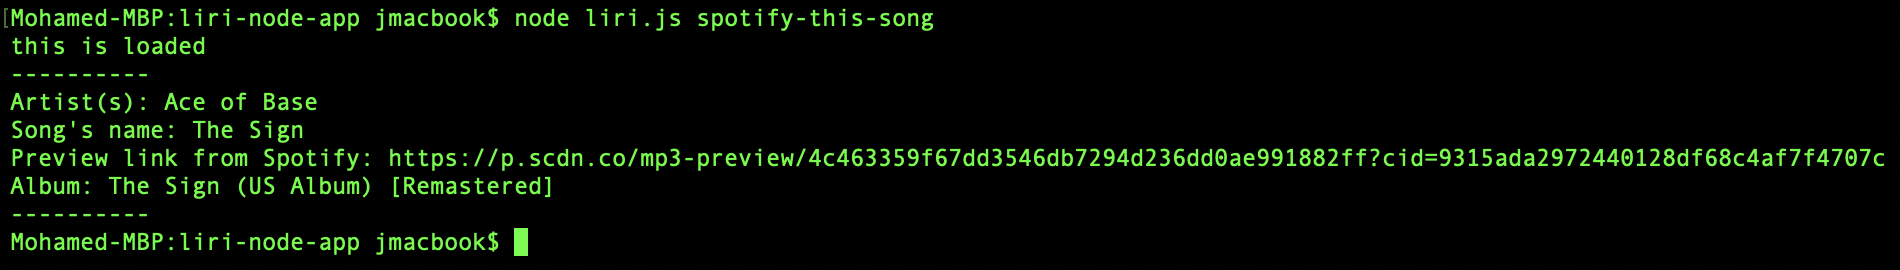 [Mohamed-MBP:liri-node-app jmacbook$ node liri.js spotify-this-song
this is loaded
----------
Artist(s): Ace of Base
Song's name: The Sign
Preview link from Spotify: https://p.scdn.co/mp3-preview/4c463359f67dd3546db7294d236dd0ae991882ff?cid=9315ada2972440128df68c4af7f4707c
Album: The Sign (US Album) [Remastered]
----------
Mohamed-MBP:liri-node-app jmacbook$